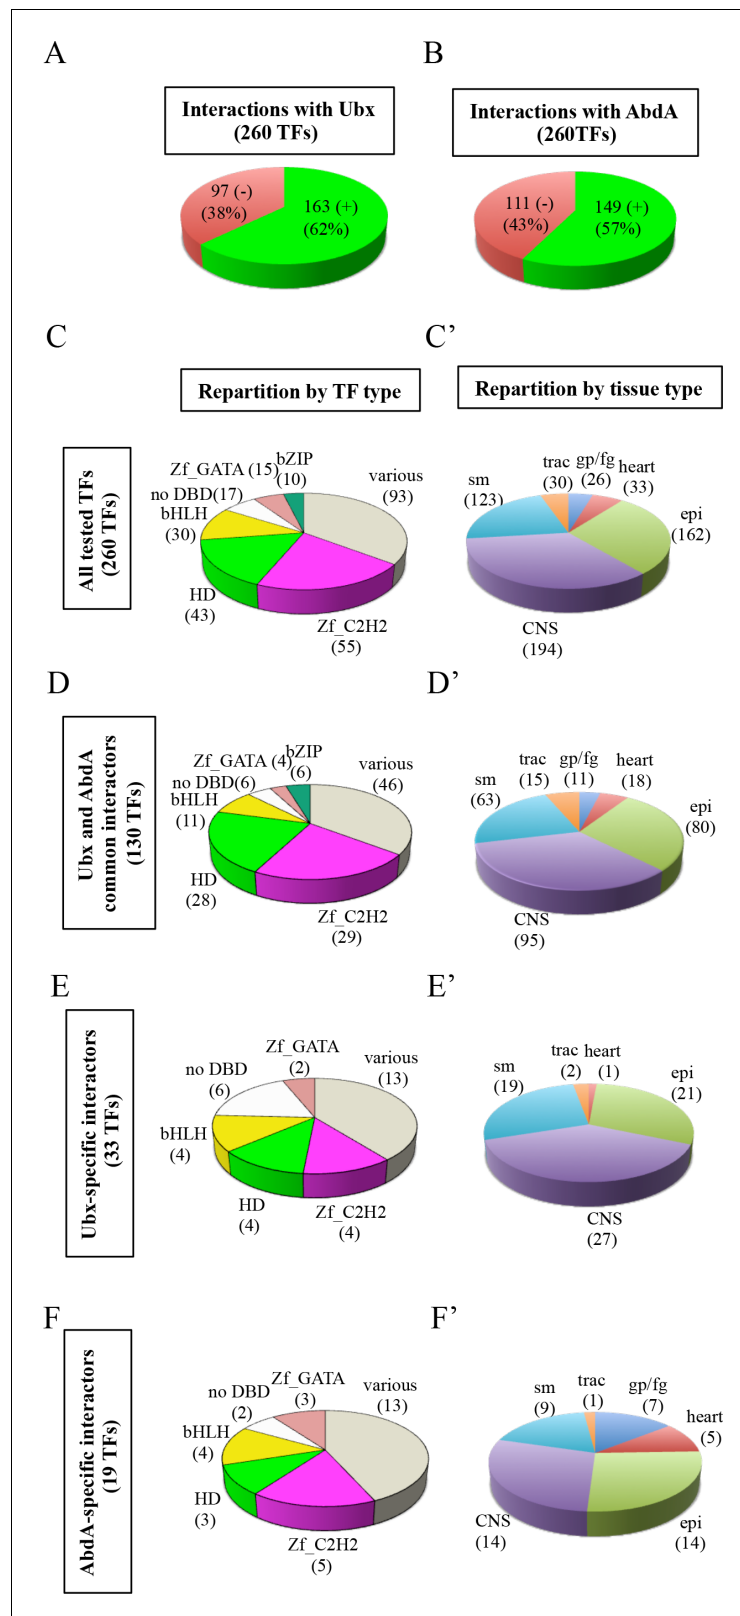 A
B
Interactions with Ubx
(260 TFs)
Interactions with AbdA
(260TFs)
97 (-)
(38%)
163 (+)
(62%)
111 (-)
(43%)
149 (+)
(57%)
C
C’
Repartition by TF type
Repartition by tissue type
All tested TFs
(260 TFs)
Zf_GATA (15)
bZIP
(10)
various
(93)
no DBD(17)
bHLH
(30)
HD
(43)
Zf_C2H2
(55)
sm
(123)
trac
(30)
gp/fg
(26)
heart
(33)
epi
(162)
CNS
(194)
D
D’
Ubx and AbdA
common interactors
(130 TFs)
Zf_GATA (4)
bZIP
(6)
various
(46)
no DBD(6)
bHLH
(11)
HD
(28)
Zf_C2H2
(29)
sm
(63)
trac
(15)
gp/fg
(11)
heart
(18)
epi
(80)
CNS
(95)
E
E’
Ubx-specific interactors
(33 TFs)
no DBD
(6)
Zf_GATA
(2)
various
(13)
bHLH
(4)
HD
(4)
Zf_C2H2
(4)
sm
(19)
trac
(2)
heart
(1)
epi
(21)
CNS
(27)
F
F’
AbdA-specific interactors
(19 TFs)
no DBD
(2)
Zf_GATA
(3)
various
(13)
bHLH
(4)
HD
(3)
Zf_C2H2
(5)
sm
(9)
trac
(1)
gp/fg
(7)
heart
(5)
CNS
(14)
epi
(14)